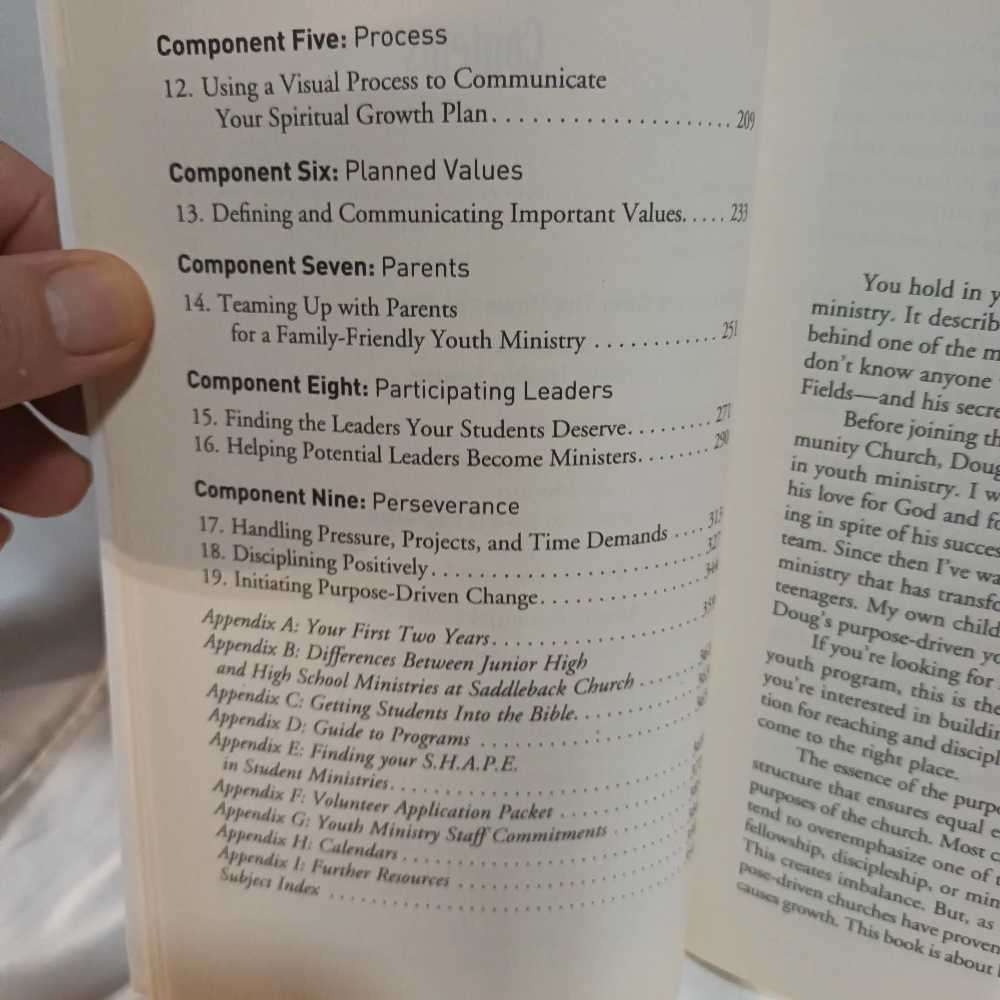 Component Five: Process
12. Using a Visual Process to Communicate
Your Spiritual Growth Plan. . . . . . . . . . . . . . . . . . . . . 209
Component Six: Planned Values
13. Defining and Communicating Important Values. . . . . 233
Component Seven: Parents
14. Teaming Up with Parents
for a Family-Friendly Youth Ministry . . . . . . . . . . . . 251
Component Eight: Participating Leaders
15. Finding the Leaders Your Students Deserve. . . . . . . . . 271
16. Helping Potential Leaders Become Ministers. . . . . . . . 290
Component Nine: Perseverance
17. Handling Pressure, Projects, and Time Demands . . . . 313
18. Disciplining Positively. . . . . . . . . . . . . . . . . . . . . . . . 327
19. Initiating Purpose-Driven Change. . . . . . . . . . . . . . . 344
Appendix A: Your First Two Years. . . . . . . . . . . . . . . . . . 359
Appendix B: Differences Between Junior High
and High School Ministries at Saddleback Church . . . . . .
Appendix C: Getting Students Into the Bible. . . . . . . . . . .
Appendix D: Guide to Programs . . . . . . . . . . . . . . . . . .
Appendix E: Finding your S.H.A.P.E.
in Student Ministries. . . . . . . . . . . . . . . . . . . . . . . . .
Appendix F: Volunteer Application Packet . . . . . . . . . . . .
Appendix G: Youth Ministry Staff Commitments . . . . . . . .
Appendix H: Calendars . . . . . . . . . . . . . . . . . . . . . . . .
Appendix I: Further Resources . . . . . . . . . . . . . . . . . . . .
Subject Index . . . . . . . . . . . . . . . . . . . . . . . . . . . . . .
You hold in y
ministry. It describ
behind one of the m
don't know anyone
Fields—and his secre
Before joining th
munity Church, Doug
in youth ministry. I w
his love for God and fo
ing in spite of his succes
team. Since then I've wa
ministry that has transfo
teenagers. My own child
Doug's purpose-driven yo
If you're looking for
youth program, this is the
you're interested in buildin
tion for reaching and discipl
come to the right place.
The essence of the purpo
structure that ensures equal e
purposes of the church. Most c
tend to overemphasize one of t
fellowship, discipleship, or min
This creates imbalance. But, as
pose-driven churches have proven
causes growth. This book is about